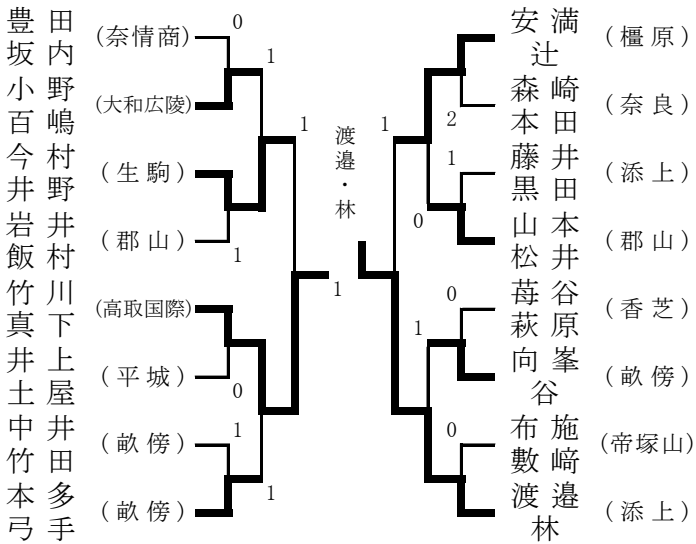 豊田
坂内
(奈情商)
小野
百嶋
(大和広陵)
今村
井野
(生駒)
岩井
飯村
(郡山)
竹川
真下
(高取国際)
井上
土屋
(平城)
中井
竹田
(畝傍)
本多
弓手
(畝傍)
0
1
1
1
0
1
1
1
渡邉・林
安満
辻
(橿原)
森崎
本田
(奈良)
藤井
黒田
(添上)
山本
松井
(郡山)
苺谷
萩原
(香芝)
向峯
谷
(畝傍)
布施
數﨑
(帝塚山)
渡邉
林
(添上)
1
2
1
0
0
1
0